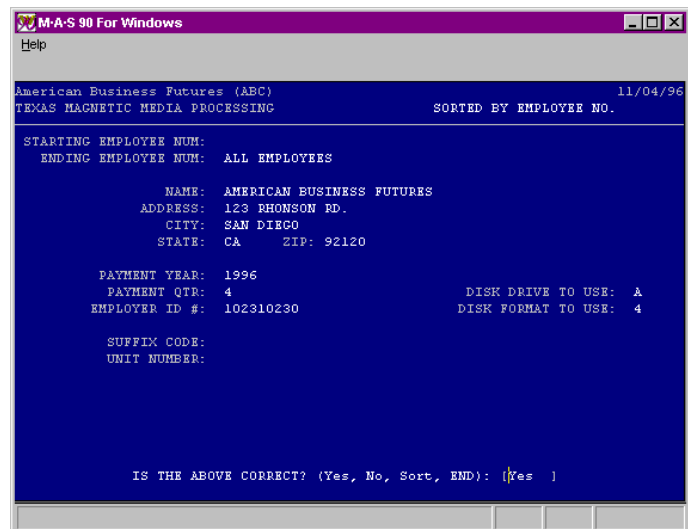 M·A·S 90 For Windows
Help
American Business Futures (ABC) 11/04/96
TEXAS MAGNETIC MEDIA PROCESSING SORTED BY EMPLOYEE NO.
STARTING EMPLOYEE NUM:
ENDING EMPLOYEE NUM: ALL EMPLOYEES
NAME: AMERICAN BUSINESS FUTURES
ADDRESS: 123 RHONSON RD.
CITY: SAN DIEGO
STATE: CA ZIP: 92120
PAYMENT YEAR: 1996
PAYMENT QTR: 4 DISK DRIVE TO USE: A
EMPLOYER ID #: 102310230 DISK FORMAT TO USE: 4
SUFFIX CODE:
UNIT NUMBER:
IS THE ABOVE CORRECT? (Yes, No, Sort, END): [Yes ]